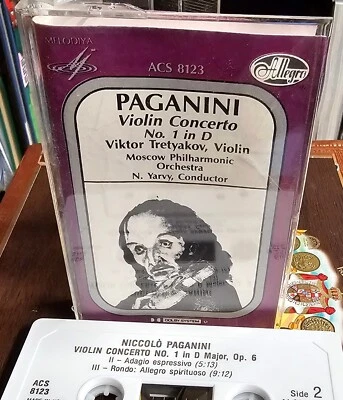 MELODIYA
ACS 8123
Allegro
PAGANINI
Violin Concerto
No. 1 in D
Viktor Tretyakov, Violin
Moscow Philharmonic
Orchestra
N. Yarvy, Conductor
DOLBY SYSTEM
NICCOLÒ PAGANINI
VIOLIN CONCERTO NO. 1 in D Major, Op. 6
II – Adagio espressivo (5:13)
III – Rondo: Allegro spirituoso (9:12)
ACS
8123
Side 2